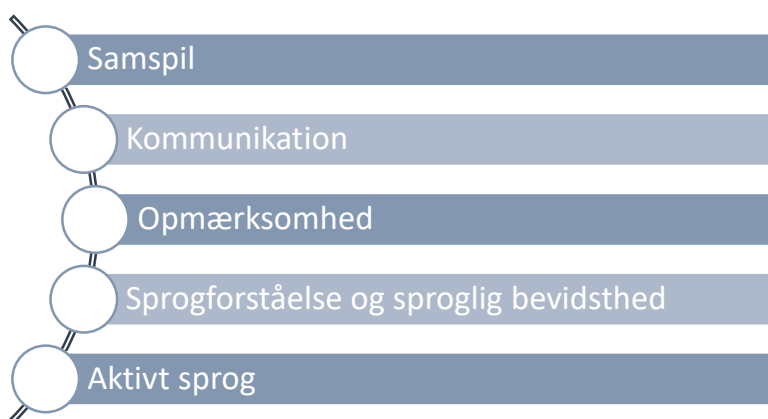 Samspil
Kommunikation
Opmærksomhed
Sprogforståelse og sproglig bevidsthed
Aktivt sprog